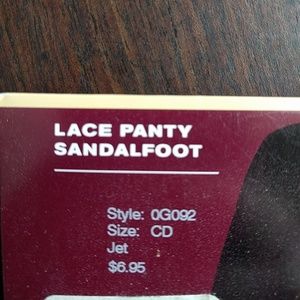 LACE PANTY
SANDALFOOT
Style: 0G092
Size: CD
Jet
$6.95